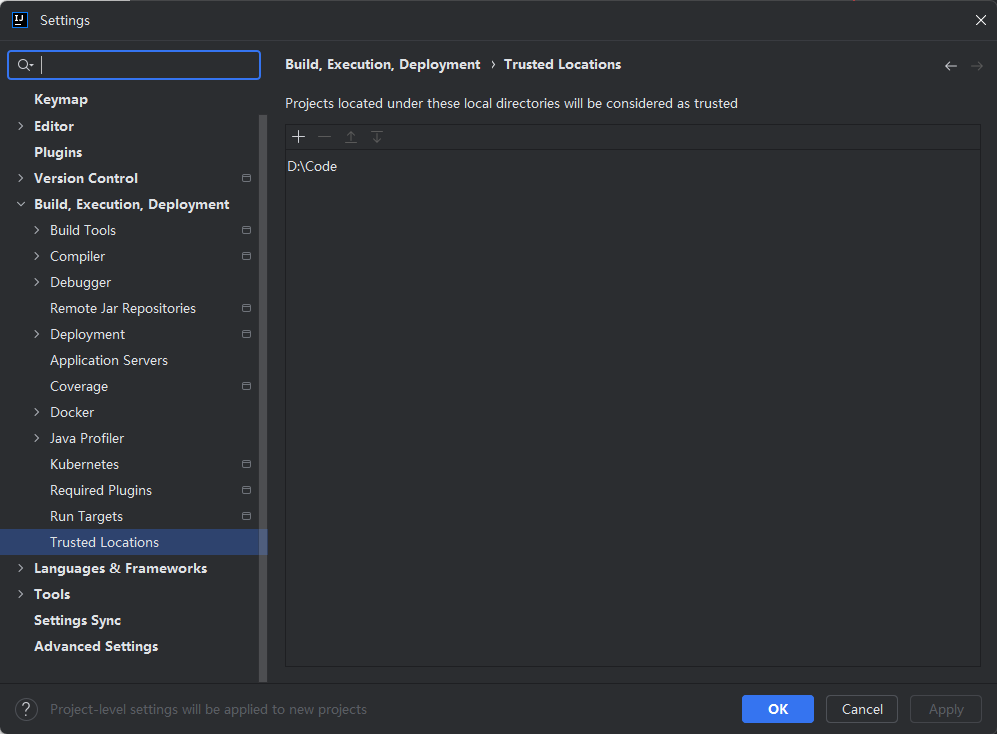 IJ
Settings
Keymap
Editor
Plugins
Version Control
Build, Execution, Deployment
Build Tools
Compiler
Debugger
Remote Jar Repositories
Deployment
Application Servers
Coverage
Docker
Java Profiler
Kubernetes
Required Plugins
Run Targets
Trusted Locations
Languages & Frameworks
Tools
Settings Sync
Advanced Settings
Build, Execution, Deployment › Trusted Locations
Projects located under these local directories will be considered as trusted
D:\Code
? Project-level settings will be applied to new projects
OK Cancel Apply